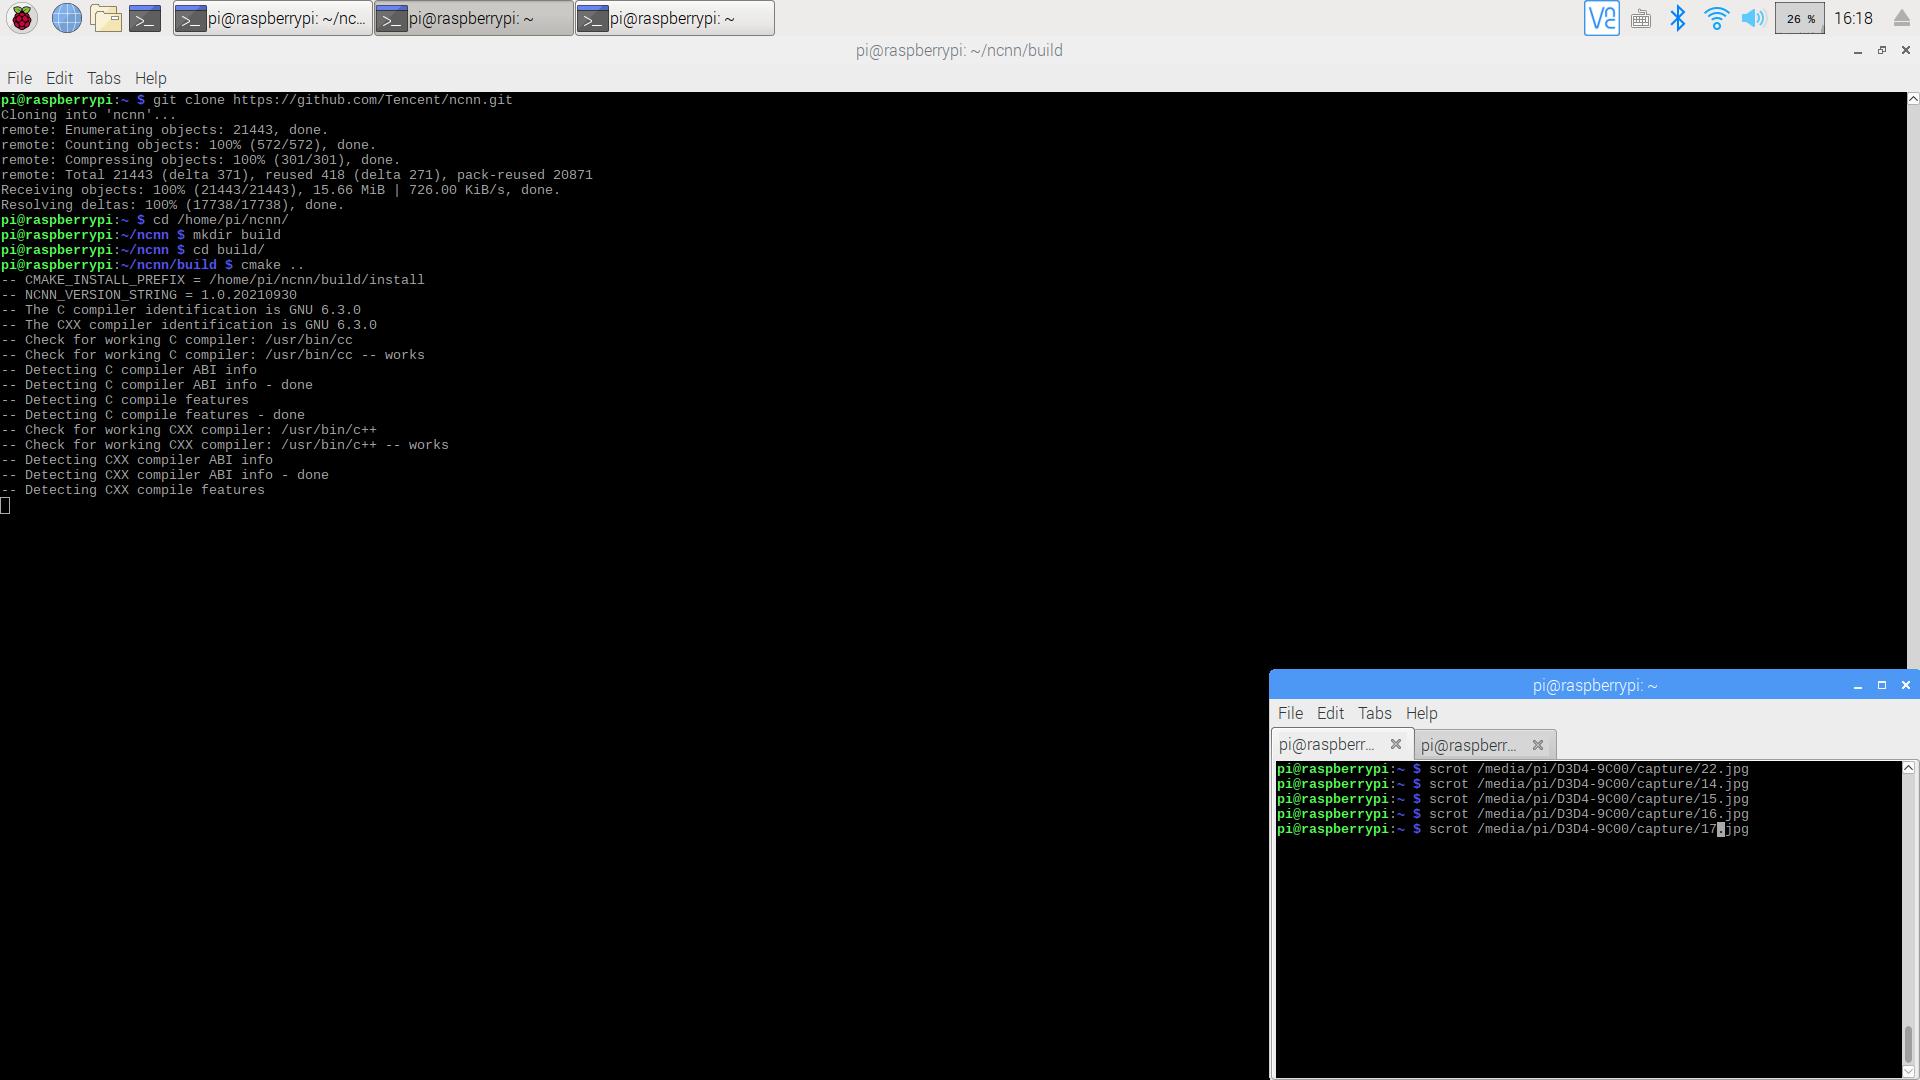 pi@raspberrypi: ~/nc...
pi@raspberrypi: ~
pi@raspberrypi: ~
26 %
16:18
pi@raspberrypi: ~/ncnn/build
File Edit Tabs Help
pi@raspberrypi:~ $ git clone https://github.com/Tencent/ncnn.git
Cloning into 'ncnn'...
remote: Enumerating objects: 21443, done.
remote: Counting objects: 100% (572/572), done.
remote: Compressing objects: 100% (301/301), done.
remote: Total 21443 (delta 371), reused 418 (delta 271), pack-reused 20871
Receiving objects: 100% (21443/21443), 15.66 MiB | 726.00 KiB/s, done.
Resolving deltas: 100% (17738/17738), done.
pi@raspberrypi:~ $ cd /home/pi/ncnn/
pi@raspberrypi:~/ncnn $ mkdir build
pi@raspberrypi:~/ncnn $ cd build/
pi@raspberrypi:~/ncnn/build $ cmake ..
-- CMAKE_INSTALL_PREFIX = /home/pi/ncnn/build/install
-- NCNN_VERSION_STRING = 1.0.20210930
-- The C compiler identification is GNU 6.3.0
-- The CXX compiler identification is GNU 6.3.0
-- Check for working C compiler: /usr/bin/cc
-- Check for working C compiler: /usr/bin/cc -- works
-- Detecting C compiler ABI info
-- Detecting C compiler ABI info - done
-- Detecting C compile features
-- Detecting C compile features - done
-- Check for working CXX compiler: /usr/bin/c++
-- Check for working CXX compiler: /usr/bin/c++ -- works
-- Detecting CXX compiler ABI info
-- Detecting CXX compiler ABI info - done
-- Detecting CXX compile features
pi@raspberrypi: ~
File Edit Tabs Help
pi@raspberr...
pi@raspberr...
pi@raspberrypi:~ $ scrot /media/pi/D3D4-9C00/capture/22.jpg
pi@raspberrypi:~ $ scrot /media/pi/D3D4-9C00/capture/14.jpg
pi@raspberrypi:~ $ scrot /media/pi/D3D4-9C00/capture/15.jpg
pi@raspberrypi:~ $ scrot /media/pi/D3D4-9C00/capture/16.jpg
pi@raspberrypi:~ $ scrot /media/pi/D3D4-9C00/capture/17.jpg